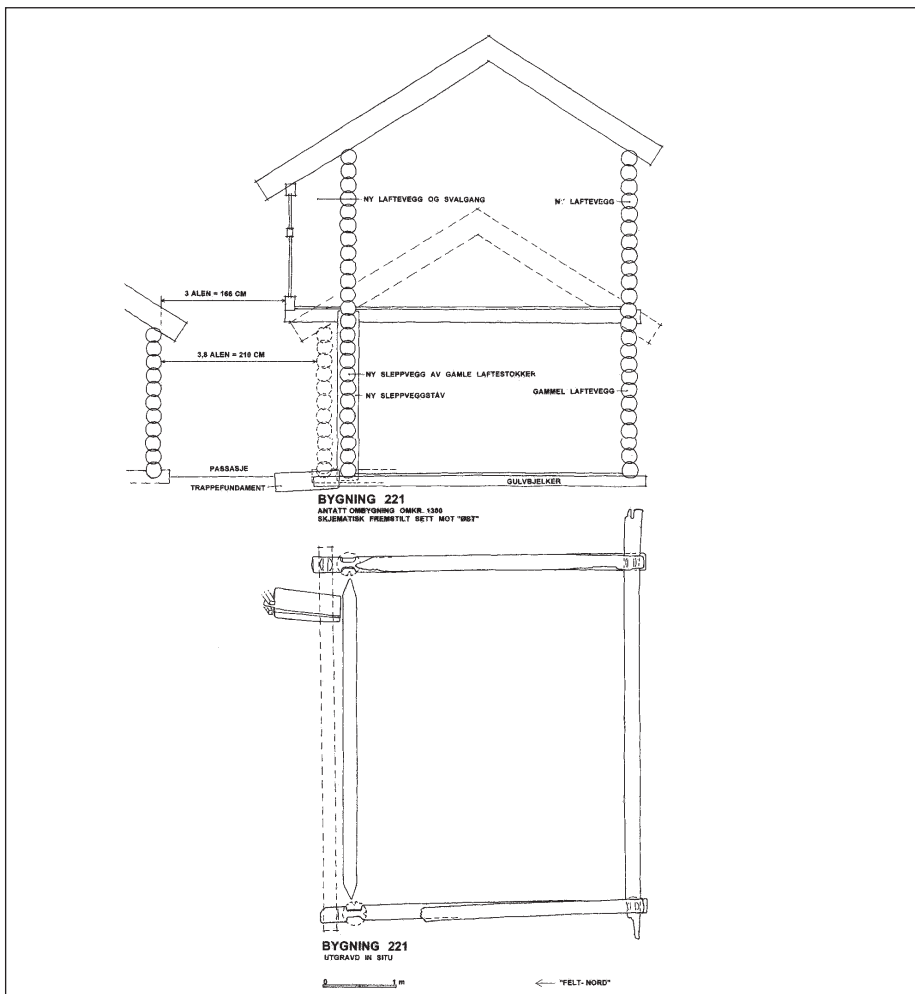 NY LAFTEVEGG OG SVALGANG
NY LAFTEVEGG
3 ALEN = 166 CM
3,8 ALEN = 210 CM
NY SLEPPVEGG AV GAMLE LAFTESTOKKER
GAMMEL LAFTEVEGG
NY SLEPPVEGGSTAV
PASSASJE
TRAPPEFUNDAMENT
GULVBJELKER
BYGNING 221
ANTATT OMBYGNING OMKR. 1300
SKJEMATISK FREMSTILT SETT MOT "ØST"
BYGNING 221
UTGRAVD IN SITU
0 1 m
"FELT-NORD"